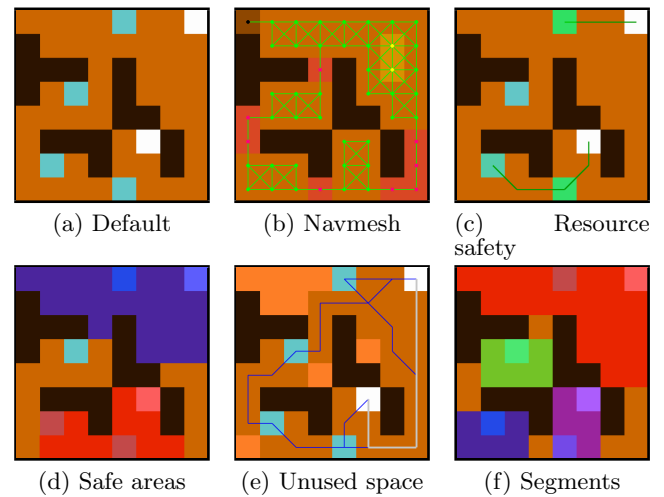 (a) Default
(b) Navmesh
(c) Resource
safety
(d) Safe areas
(e) Unused space
(f) Segments